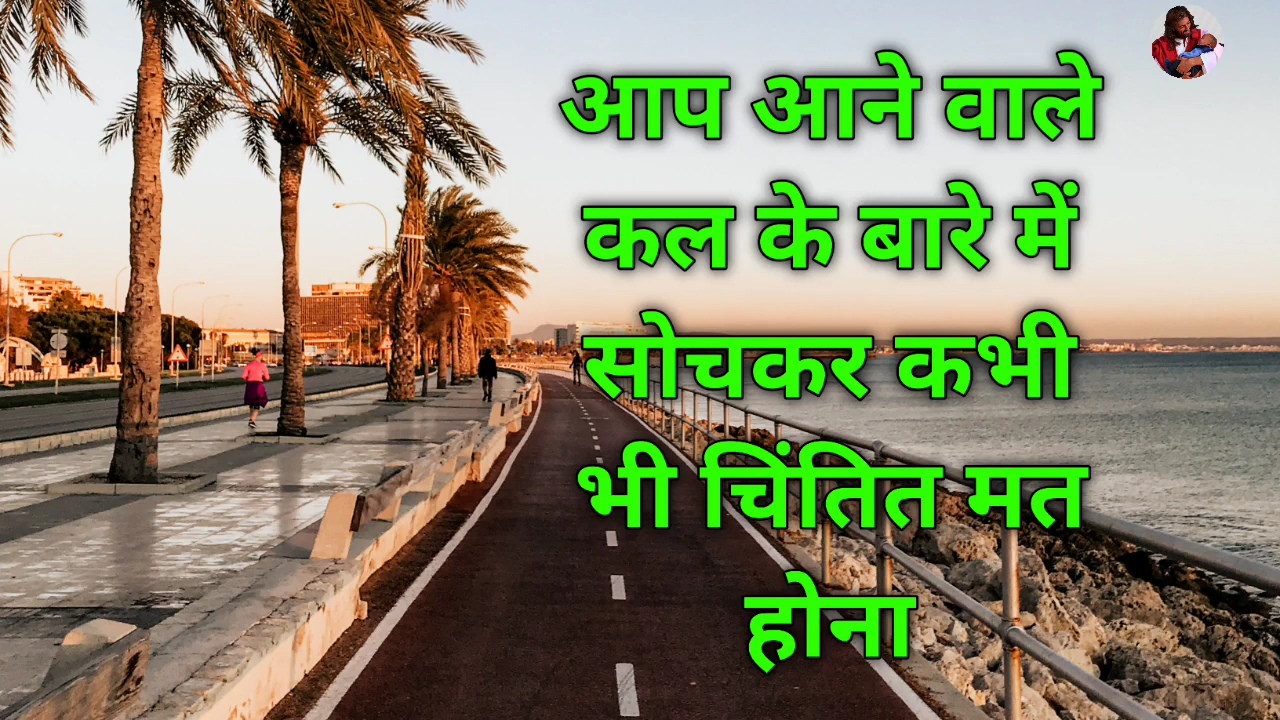 आप आने वाले
कल के बारे में
सोचकर कभी
भी चिंतित मत
होना